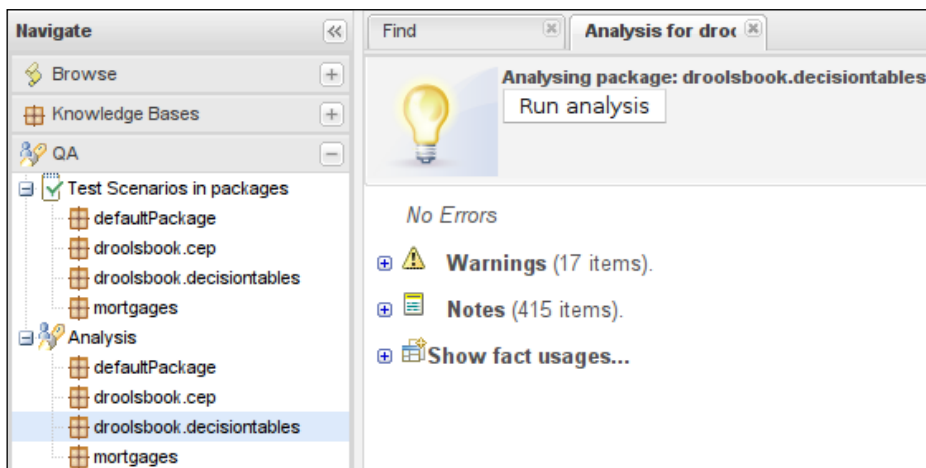 Navigate
Browse
Knowledge Bases
QA
Test Scenarios in packages
defaultPackage
droolsbook.cep
droolsbook.decisiontables
mortgages
Analysis
defaultPackage
droolsbook.cep
droolsbook.decisiontables
mortgages
Find
Analysis for droc
Analysing package: droolsbook.decisiontables
Run analysis
No Errors
Warnings (17 items).
Notes (415 items).
Show fact usages...